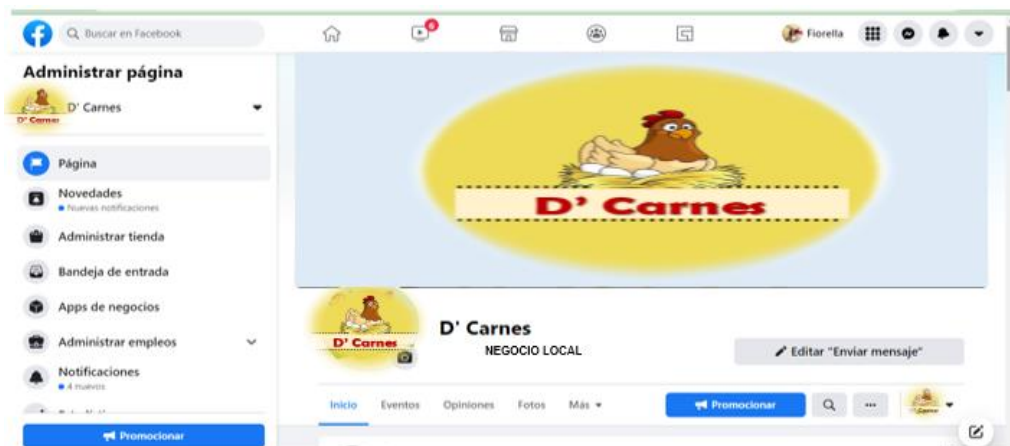 Buscar en Facebook
6
Fiorella
Administrar página
D' Carnes
D' Carnes
Página
Novedades
Nuevas notificaciones
Administrar tienda
Bandeja de entrada
Apps de negocios
Administrar empleos
Notificaciones
4 nuevos
Promocionar
D' Carnes
D' Carnes
D' Carnes
NEGOCIO LOCAL
Editar "Enviar mensaje"
Inicio Eventos Opiniones Fotos Más
Promocionar